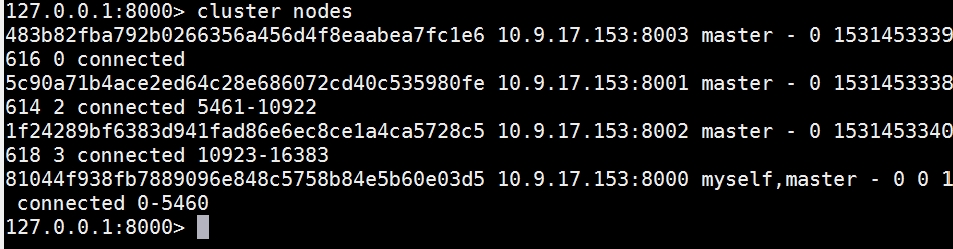 127.0.0.1:8000> cluster nodes
483b82fba792b0266356a456d4f8eaabea7fc1e6 10.9.17.153:8003 master - 0 1531453339
616 0 connected
5c90a71b4ace2ed64c28e686072cd40c535980fe 10.9.17.153:8001 master - 0 1531453338
614 2 connected 5461-10922
1f24289bf6383d941fad86e6ec8ce1a4ca5728c5 10.9.17.153:8002 master - 0 1531453340
618 3 connected 10923-16383
81044f938fb7889096e848c5758b84e5b60e03d5 10.9.17.153:8000 myself,master - 0 0 1
 connected 0-5460
127.0.0.1:8000>